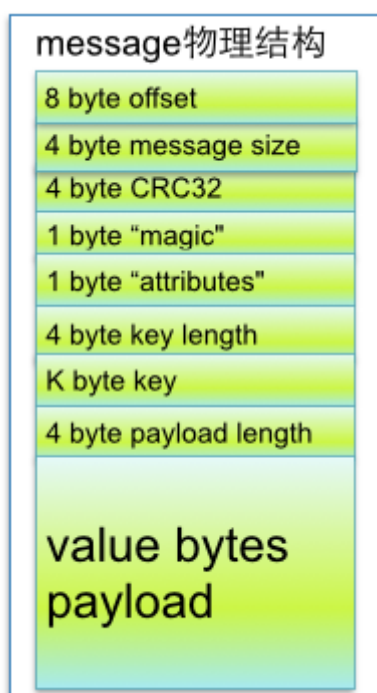 message物理结构
8 byte offset
4 byte message size
4 byte CRC32
1 byte “magic"
1 byte “attributes"
4 byte key length
K byte key
4 byte payload length
value bytes
payload